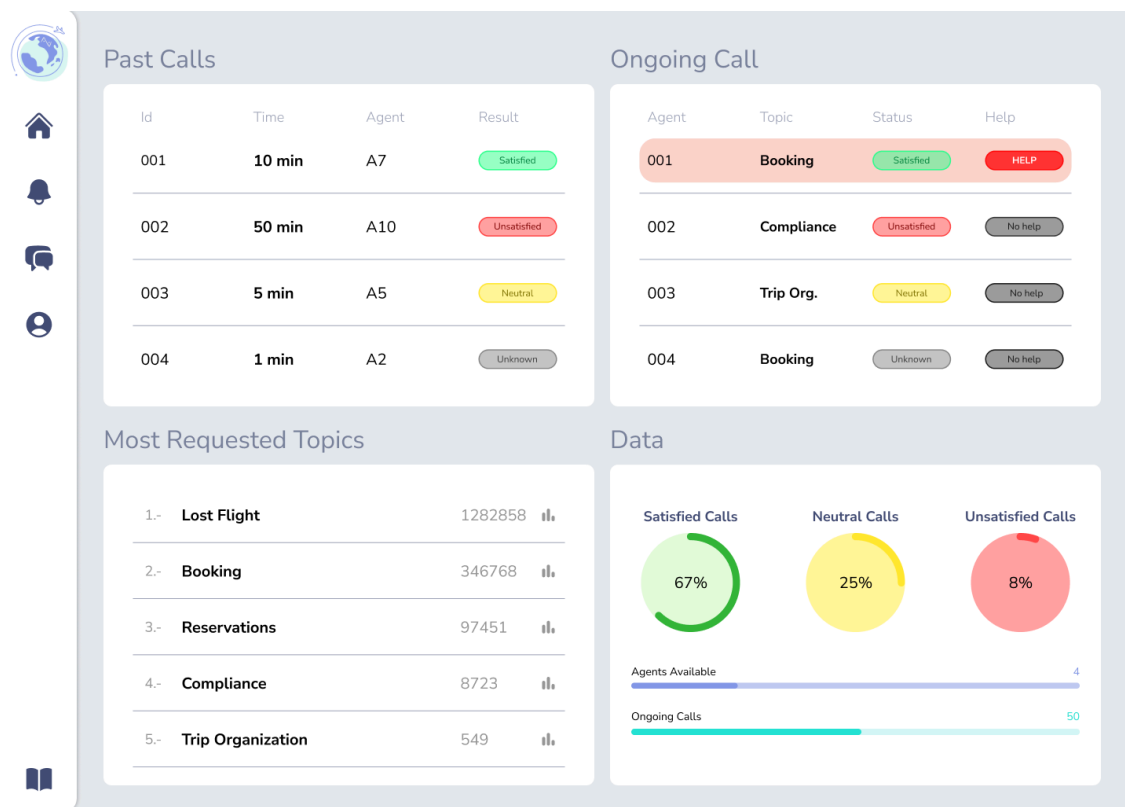 Past Calls
Id Time Agent Result
001 10 min A7 Satisfied
002 50 min A10 Unsatisfied
003 5 min A5 Neutral
004 1 min A2 Unknown
Ongoing Call
Agent Topic Status Help
001 Booking Satisfied HELP
002 Compliance Unsatisfied No help
003 Trip Org. Neutral No help
004 Booking Unknown No help
Most Requested Topics
1.- Lost Flight 1282858
2.- Booking 346768
3.- Reservations 97451
4.- Compliance 8723
5.- Trip Organization 549
Data
Satisfied Calls Neutral Calls Unsatisfied Calls
67% 25% 8%
Agents Available 4
Ongoing Calls 50